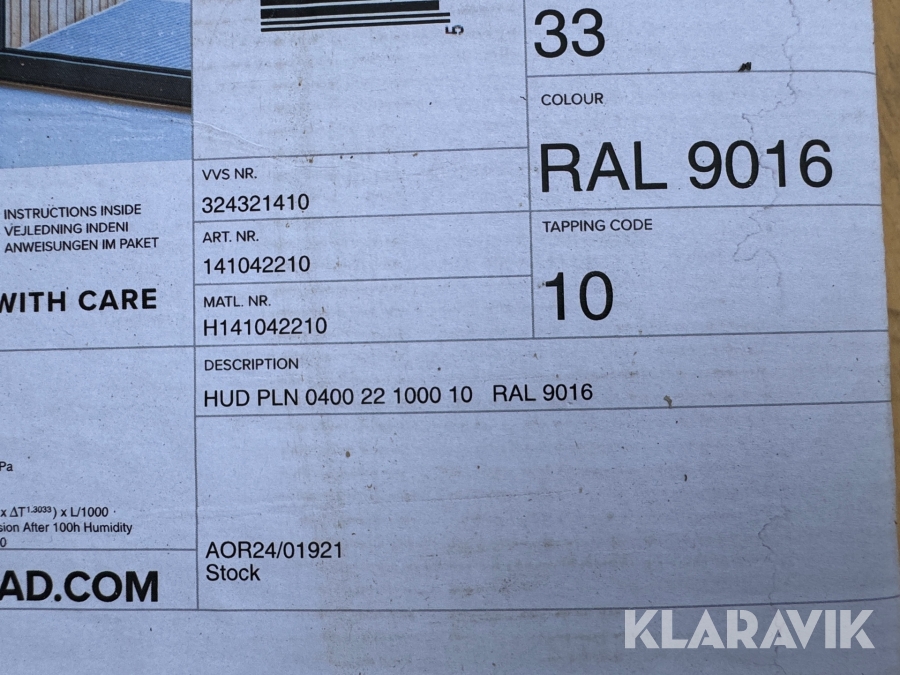 5
33
COLOUR
RAL 9016
VVS NR.
324321410
INSTRUCTIONS INSIDE
VEJLEDNING INDENI
ANWEISUNGEN IM PAKET
ART. NR.
141042210
TAPPING CODE
10
WITH CARE
MATL. NR.
H141042210
DESCRIPTION
HUD PLN 0400 22 1000 10 RAL 9016
Pa
x ΔT¹·³⁰³³) x L/1000
sion After 100h Humidity
0
AOR24/01921
Stock
AD.COM
KLARAVIK